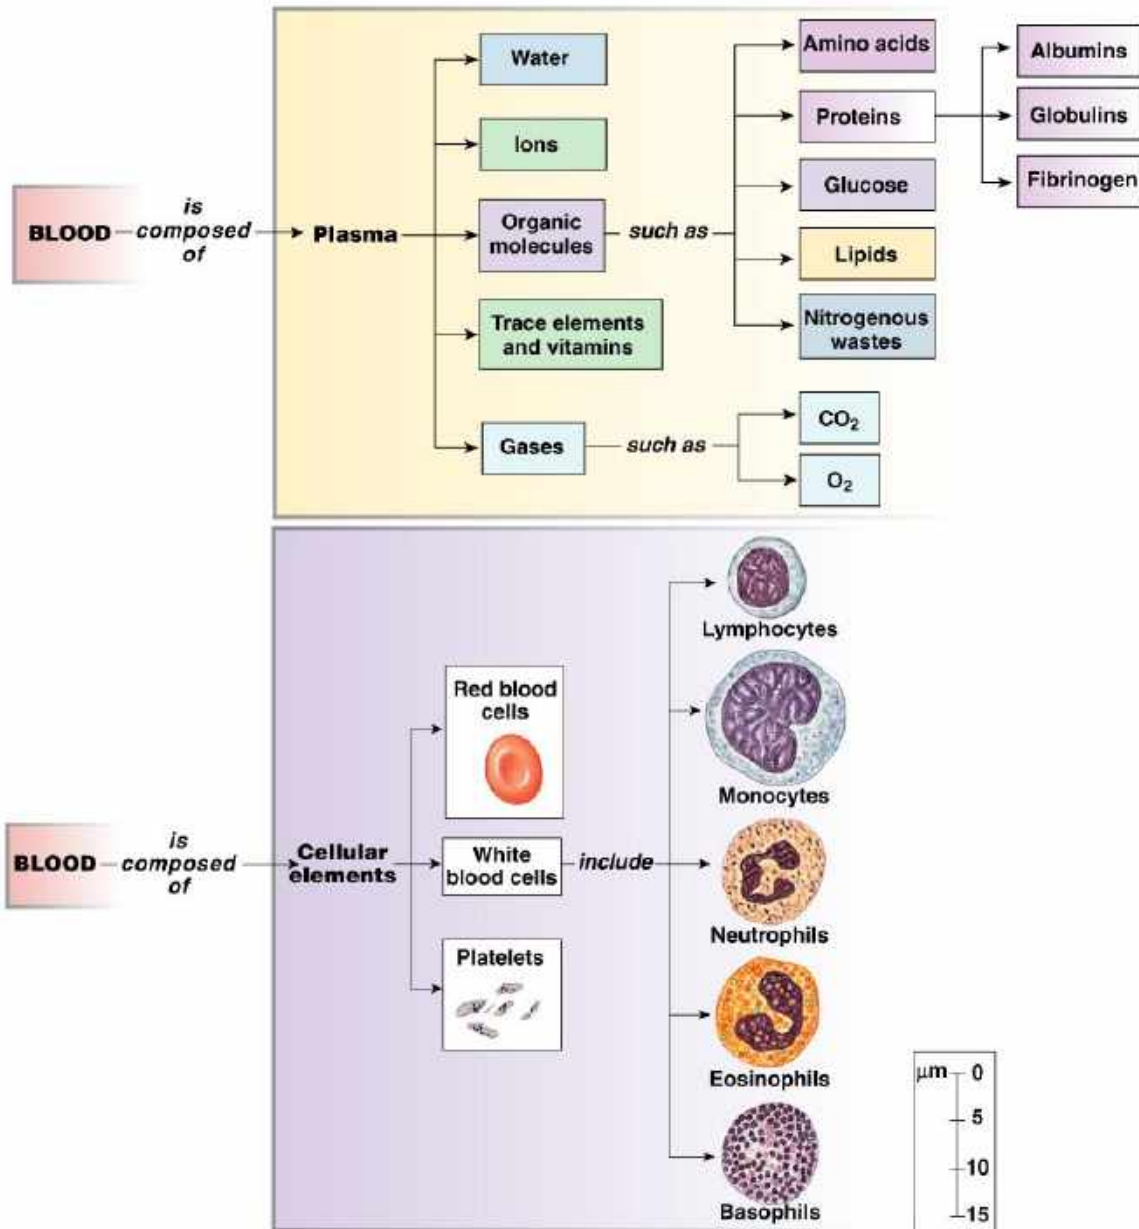 BLOOD
is
composed
of
Plasma
Water
Ions
Organic
molecules
Trace elements
and vitamins
Gases
such as
such as
Amino acids
Proteins
Glucose
Lipids
Nitrogenous
wastes
CO₂
O₂
Albumins
Globulins
Fibrinogen
BLOOD
is
composed
of
Cellular
elements
Red blood
cells
White
blood cells
Platelets
include
Lymphocytes
Monocytes
Neutrophils
Eosinophils
Basophils
μm 0
5
10
15